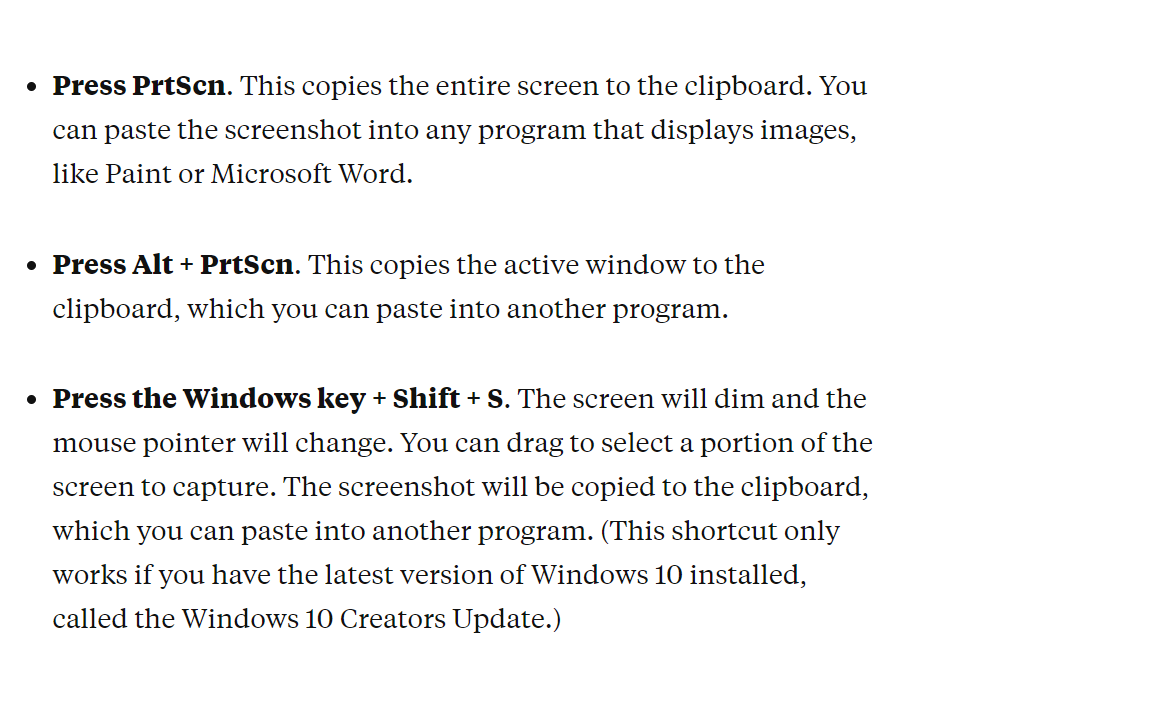 Press PrtScn. This copies the entire screen to the clipboard. You
can paste the screenshot into any program that displays images,
like Paint or Microsoft Word.
Press Alt + PrtScn. This copies the active window to the
clipboard, which you can paste into another program.
Press the Windows key + Shift + S. The screen will dim and the
mouse pointer will change. You can drag to select a portion of the
screen to capture. The screenshot will be copied to the clipboard,
which you can paste into another program. (This shortcut only
works if you have the latest version of Windows 10 installed,
called the Windows 10 Creators Update.)